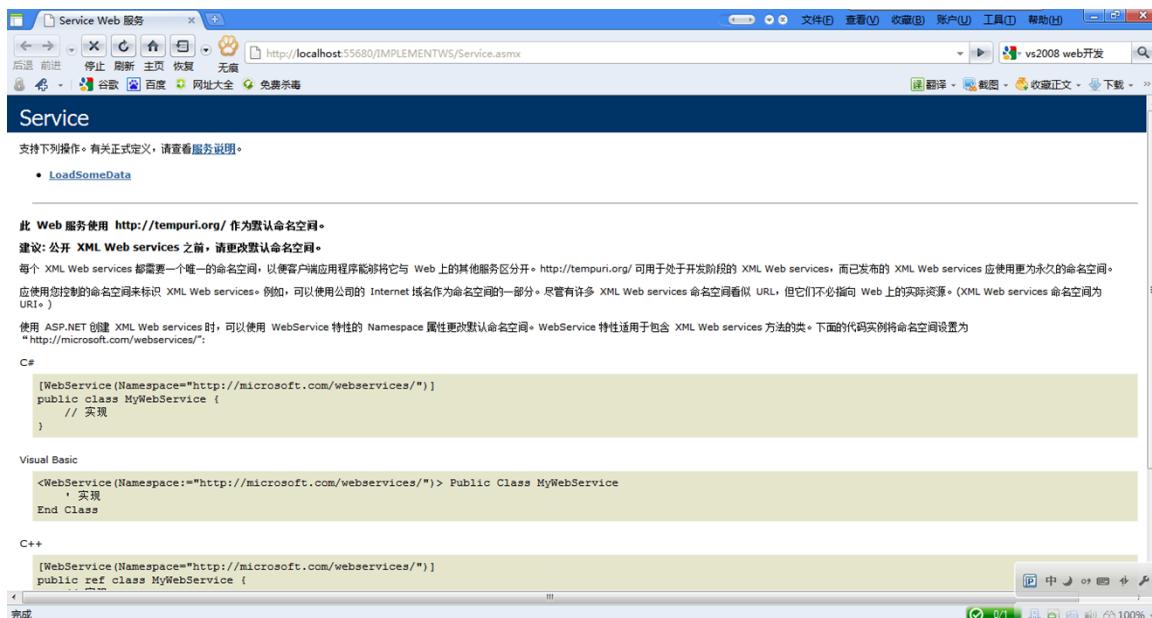 Service Web 服务
文件(F) 查看(V) 收藏(B) 账户(U) 工具(T) 帮助(H)
http://localhost:55680/IMPLEMENTWS/Service.asmx
vs2008 web开发
后退 前进 停止 刷新 主页 恢复 无痕
谷歌 百度 网址大全 免费杀毒 翻译 截图 收藏正文 下载
Service
支持下列操作。有关正式定义，请查看服务说明。
• LoadSomeData
此 Web 服务使用 http://tempuri.org/ 作为默认命名空间。
建议: 公开 XML Web services 之前，请更改默认命名空间。
每个 XML Web services 都需要一个唯一的命名空间，以便客户端应用程序能够将它与 Web 上的其他服务区分开。http://tempuri.org/ 可用于处于开发阶段的 XML Web services，而已发布的 XML Web services 应使用更为永久的命名空间。
应使用您控制的命名空间来标识 XML Web services。例如，可以使用公司的 Internet 域名作为命名空间的一部分。尽管有许多 XML Web services 命名空间看似 URL，但它们不必指向 Web 上的实际资源。(XML Web services 命名空间为
URI。)
使用 ASP.NET 创建 XML Web services 时，可以使用 WebService 特性的 Namespace 属性更改默认命名空间。WebService 特性适用于包含 XML Web services 方法的类。下面的代码实例将命名空间设置为
“http://microsoft.com/webservices/”:
C#
[WebService(Namespace="http://microsoft.com/webservices/")]
public class MyWebService {
// 实现
}
Visual Basic
<WebService(Namespace:="http://microsoft.com/webservices/")> Public Class MyWebService
' 实现
End Class
C++
[WebService(Namespace="http://microsoft.com/webservices/")]
public ref class MyWebService {
中
完成 0/1 100%